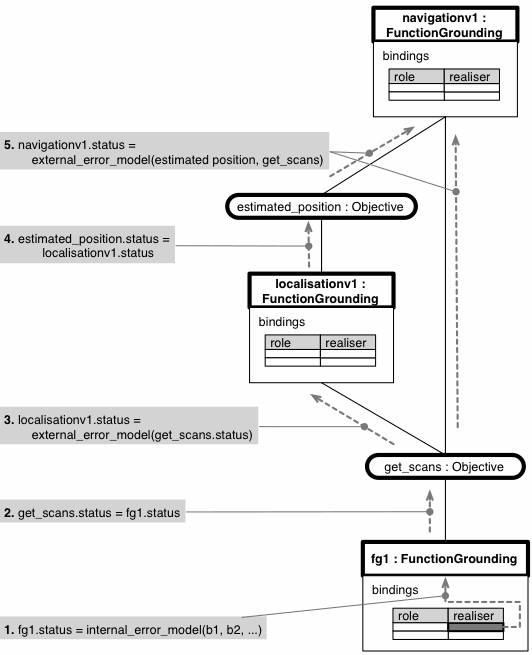 navigationv1 :
FunctionGrounding
bindings
role realiser
5. navigationv1.status =
external_error_model(estimated position, get_scans)
estimated_position : Objective
4. estimated_position.status =
localisationv1.status
localisationv1 :
FunctionGrounding
bindings
role realiser
3. localisationv1.status =
external_error_model(get_scans.status)
get_scans : Objective
2. get_scans.status = fg1.status
fg1 : FunctionGrounding
bindings
role realiser
1. fg1.status = internal_error_model(b1, b2, ...)